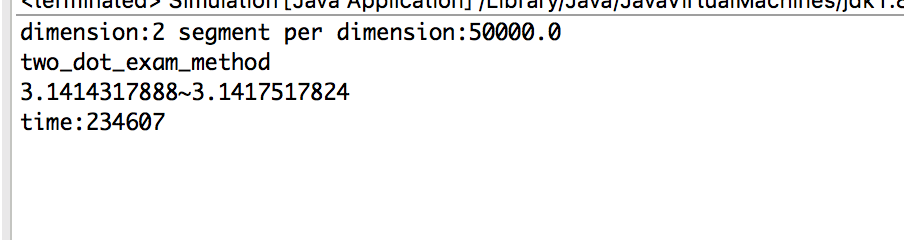 <terminated> Simulation [Java Application] /Library/Java/JavaVirtualMachines/jdk1.8
dimension:2 segment per dimension:50000.0
two_dot_exam_method
3.1414317888~3.1417517824
time:234607